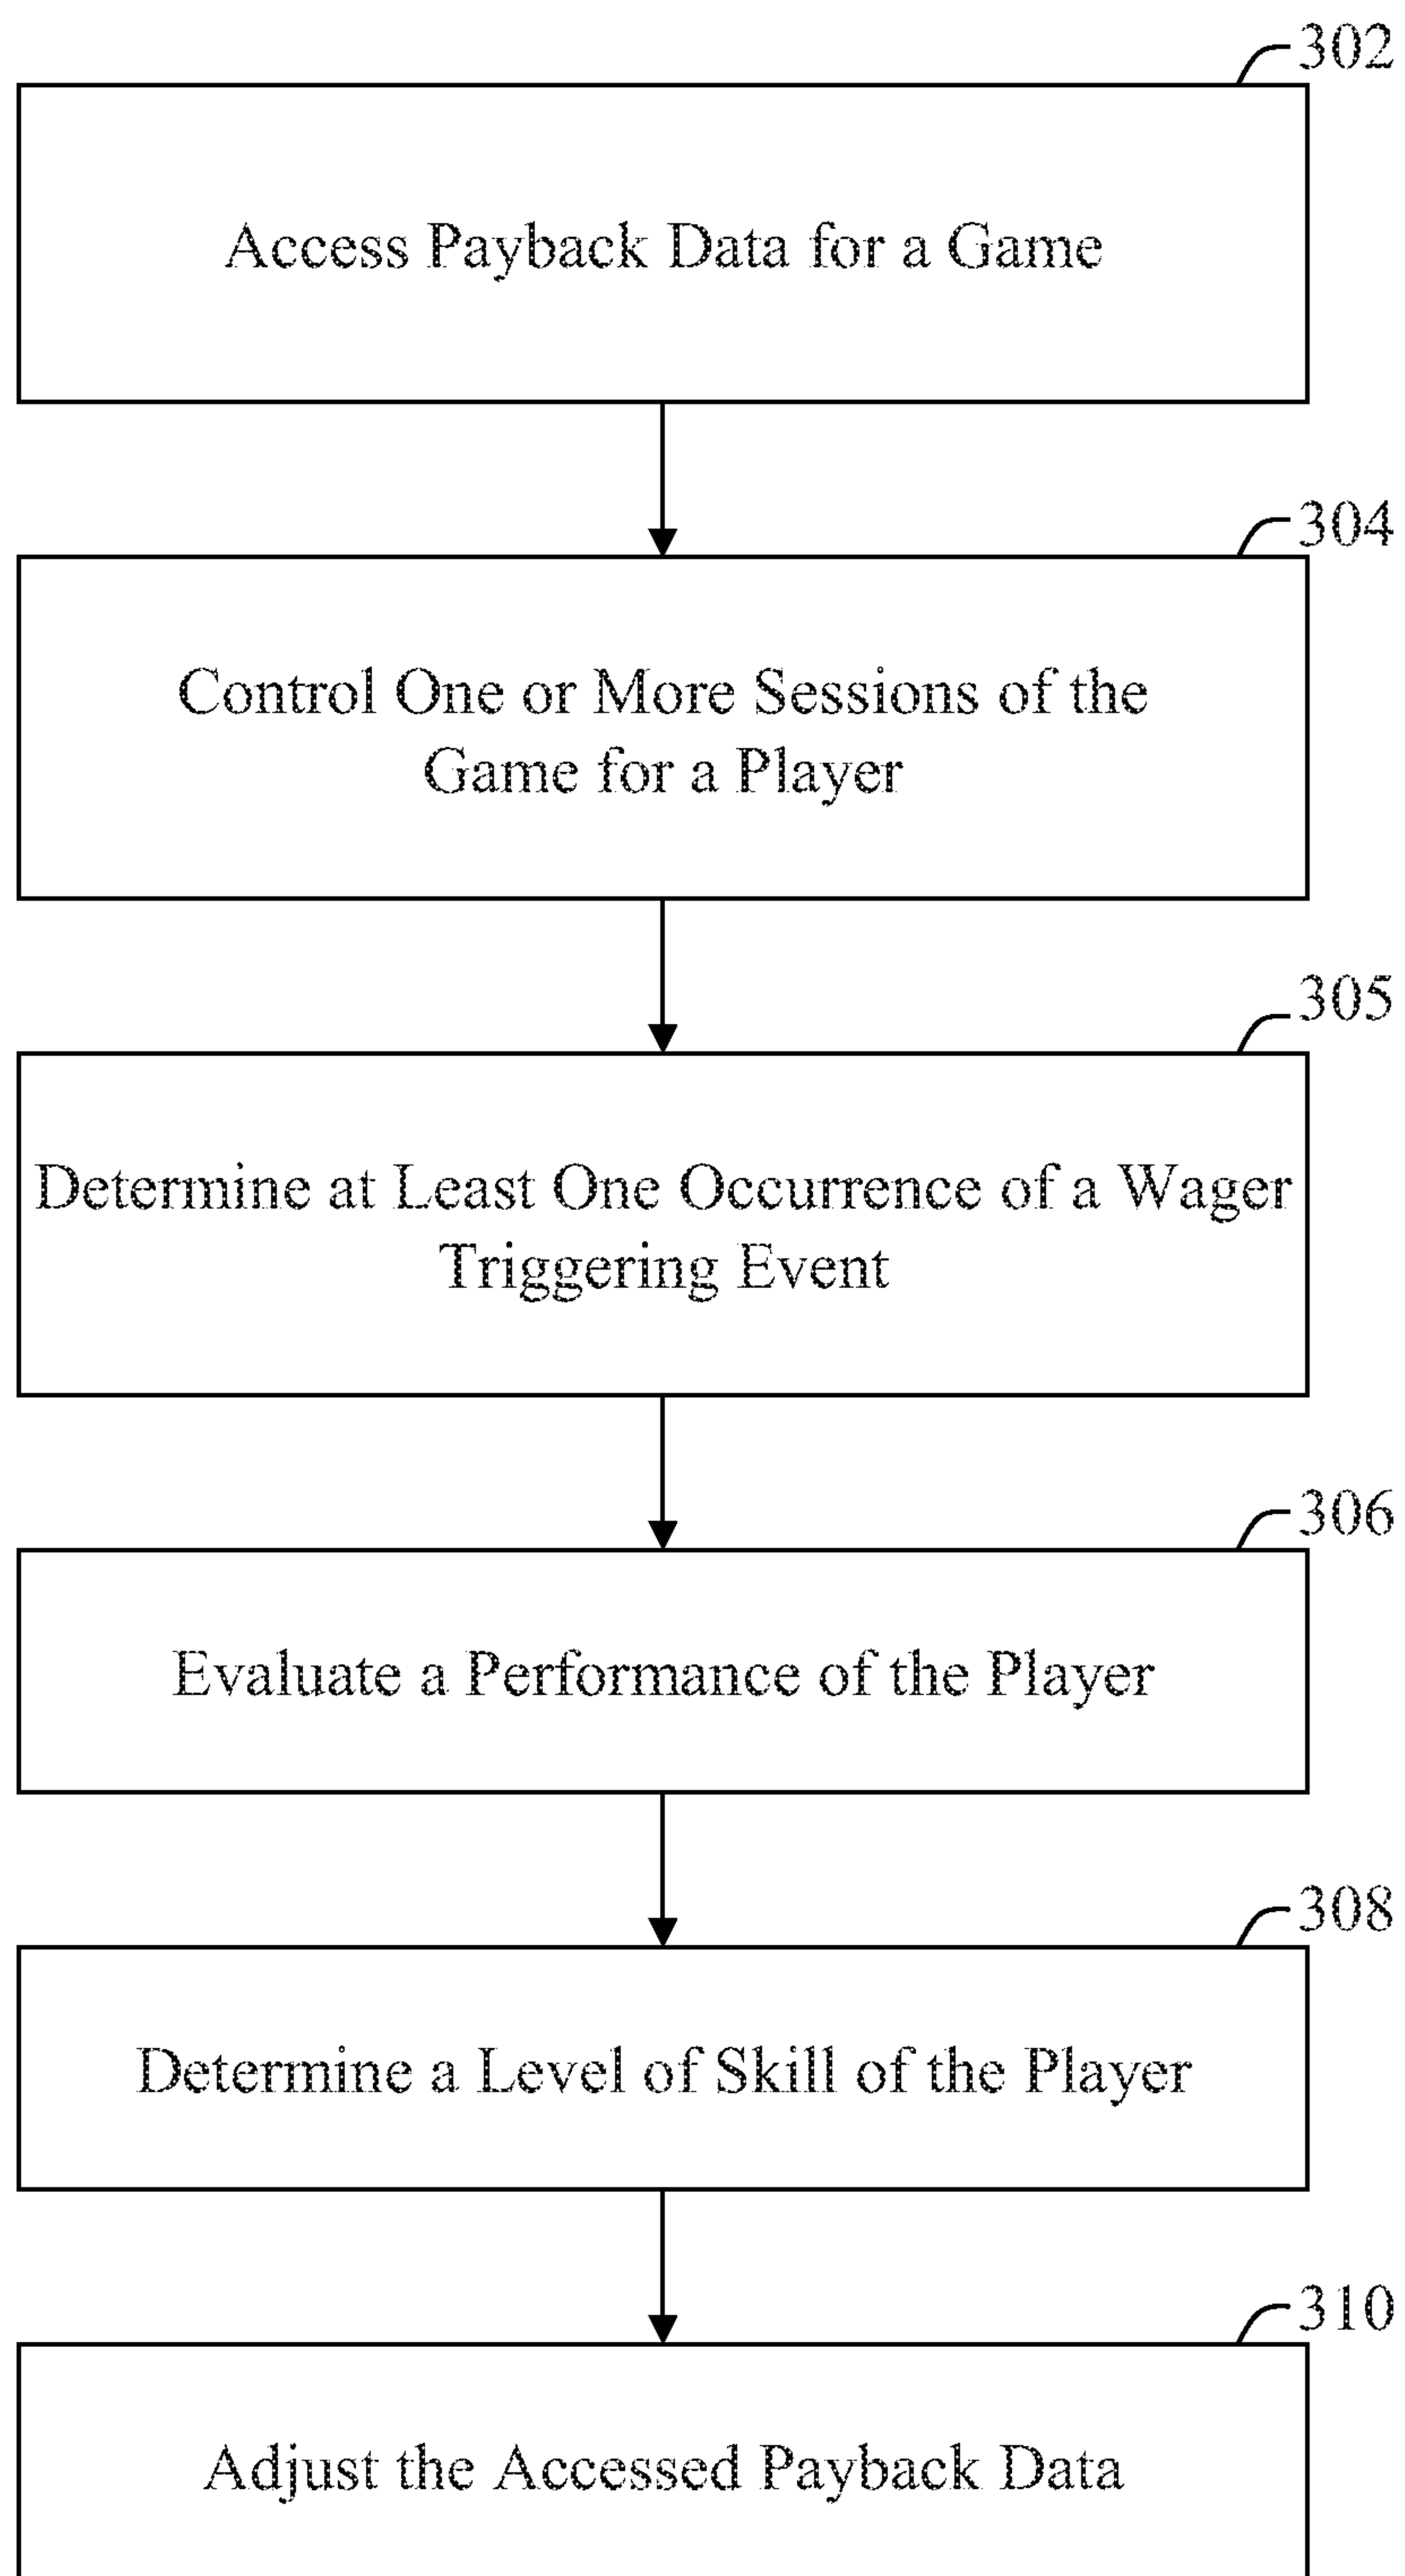 302
Access Payback Data for a Game
304
Control One or More Sessions of the
Game for a Player
305
Determine at Least One Occurrence of a Wager
Triggering Event
306
Evaluate a Performance of the Player
308
Determine a Level of Skill of the Player
310
Adjust the Accessed Payback Data